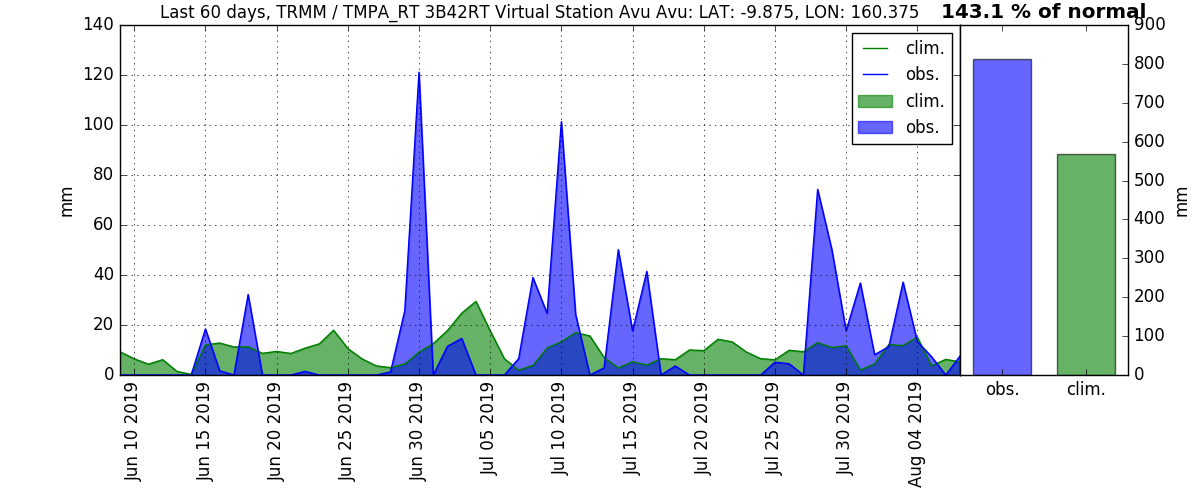 Last 60 days, TRMM / TMPA_RT 3B42RT Virtual Station Avu Avu: LAT: -9.875, LON: 160.375
143.1 % of normal
140
120
100
80
60
40
20
0
mm
clim.
obs.
clim.
obs.
Jun 10 2019
Jun 15 2019
Jun 20 2019
Jun 25 2019
Jun 30 2019
Jul 05 2019
Jul 10 2019
Jul 15 2019
Jul 20 2019
Jul 25 2019
Jul 30 2019
Aug 04 2019
900
800
700
600
500
400
300
200
100
0
mm
obs.
clim.